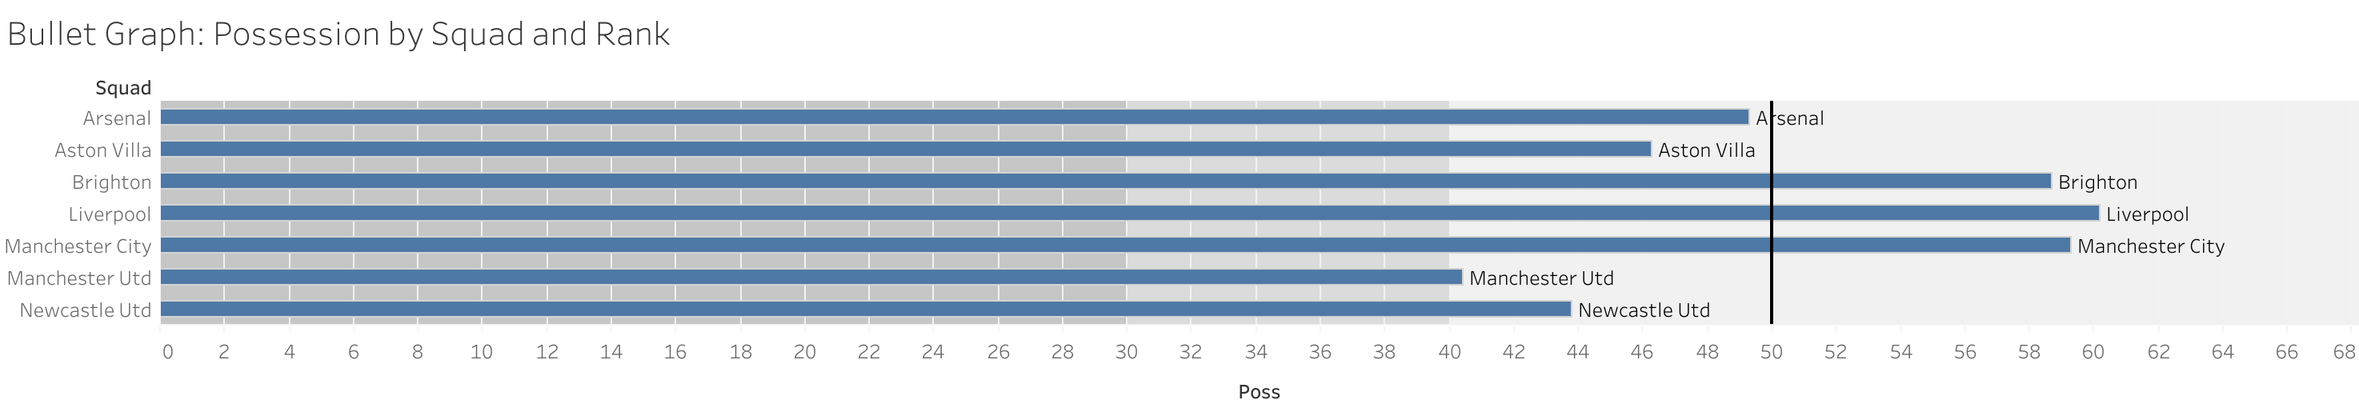 Bullet Graph: Possession by Squad and Rank
Squad
Arsenal Arsenal
Aston Villa Aston Villa
Brighton Brighton
Liverpool Liverpool
Manchester City Manchester City
Manchester Utd Manchester Utd
Newcastle Utd Newcastle Utd
0 2 4 6 8 10 12 14 16 18 20 22 24 26 28 30 32 34 36 38 40 42 44 46 48 50 52 54 56 58 60 62 64 66 68
Poss